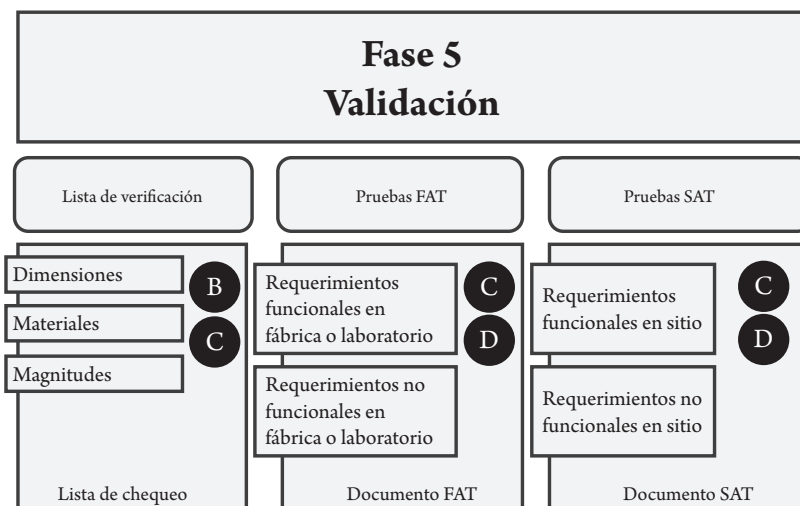 Fase 5
Validación
Lista de verificación
Pruebas FAT
Pruebas SAT
Dimensiones
Materiales
Magnitudes
B
C
Lista de chequeo
Requerimientos
funcionales en
fábrica o laboratorio
C
D
Requerimientos no
funcionales en
fábrica o laboratorio
Documento FAT
Requerimientos
funcionales en sitio
C
D
Requerimientos no
funcionales en sitio
Documento SAT